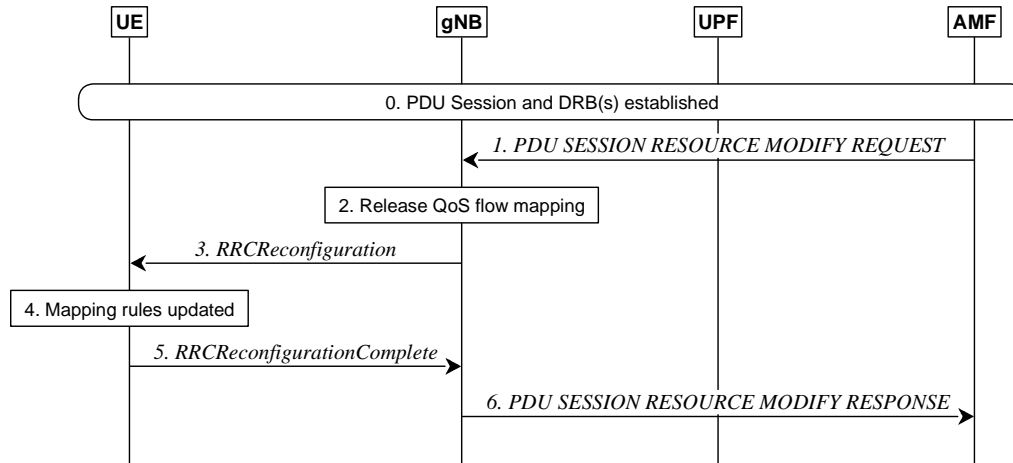 UE gNB UPF AMF
0. PDU Session and DRB(s) established
1. PDU SESSION RESOURCE MODIFY REQUEST
2. Release QoS flow mapping
3. RRCReconfiguration
4. Mapping rules updated
5. RRCReconfigurationComplete
6. PDU SESSION RESOURCE MODIFY RESPONSE